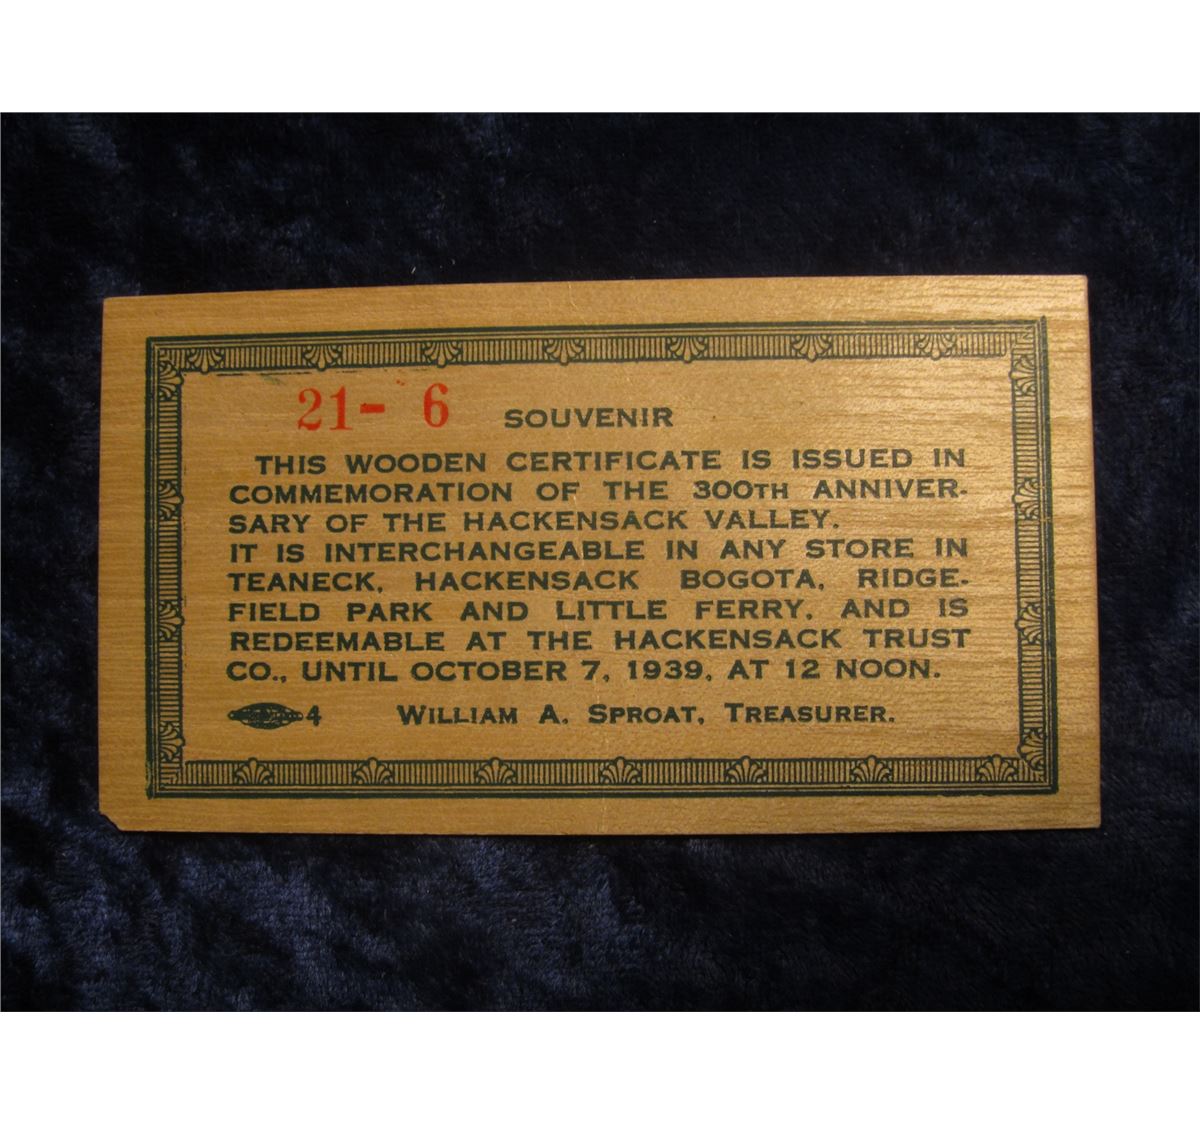 21- 6 SOUVENIR
THIS WOODEN CERTIFICATE IS ISSUED IN
COMMEMORATION OF THE 300TH ANNIVER-
SARY OF THE HACKENSACK VALLEY.
IT IS INTERCHANGEABLE IN ANY STORE IN
TEANECK, HACKENSACK BOGOTA, RIDGE-
FIELD PARK AND LITTLE FERRY, AND IS
REDEEMABLE AT THE HACKENSACK TRUST
CO., UNTIL OCTOBER 7, 1939, AT 12 NOON.
4 WILLIAM A. SPROAT, TREASURER.